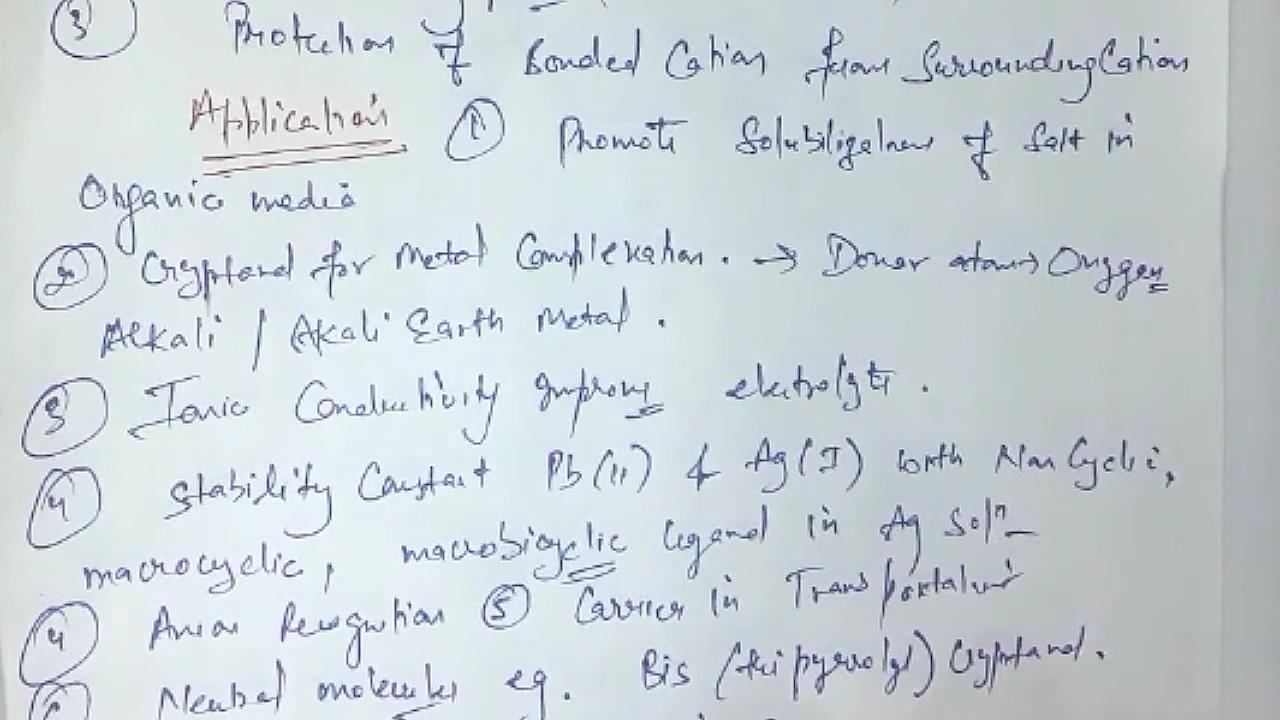 ③ Protection of Bonded Cation from Surrounding Cation
Application ① Promote Solubilization of Salt in
Organic media
② Cryptand for Metal Complexation. → Donor atom → Oxygen
Alkali / Akali Earth Metal.
③ Ionic Conductivity Improve electrolyte.
④ Stability Constant Pb(II) & Ag(I) with Non Cyclic,
macrocyclic, macrobicyclic ligand in Aq Solⁿ
④ Anion Recognition ⑤ Carrier in Transportation
Neutral molecules eg. Bis (tripyrrolyl) Cryptand.